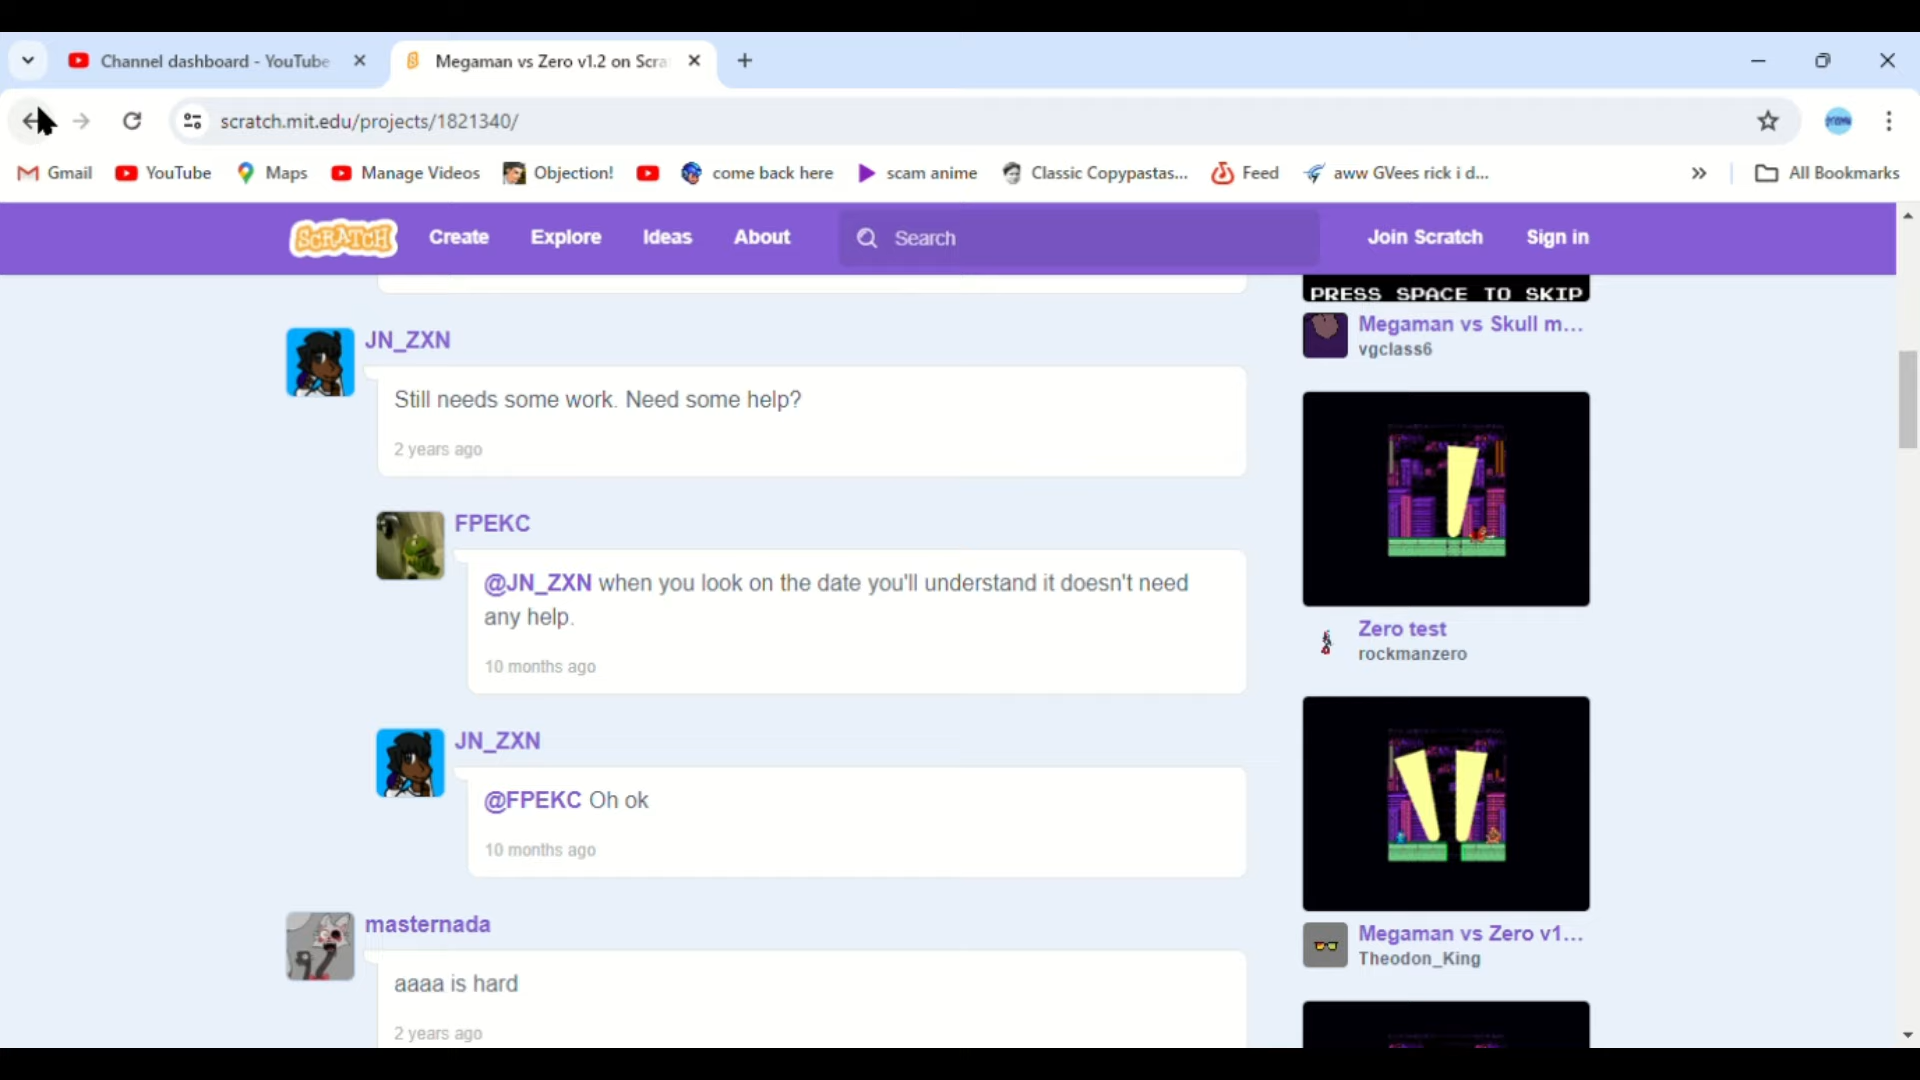 Channel dashboard - YouTube
Megaman vs Zero v1.2 on Scra
scratch.mit.edu/projects/1821340/
Gmail
YouTube
Maps
Manage Videos
Objection!
come back here
scam anime
Classic Copypastas...
Feed
aww GVees rick i d...
All Bookmarks
SCRATCH
Create
Explore
Ideas
About
Search
Join Scratch
Sign in
JN_ZXN
Still needs some work. Need some help?
2 years ago
FPEKC
@JN_ZXN when you look on the date you'll understand it doesn't need
any help.
10 months ago
JN_ZXN
@FPEKC Oh ok
10 months ago
masternada
aaaa is hard
2 years ago
PRESS SPACE TO SKIP
Megaman vs Skull m...
vgclass6
Zero test
rockmanzero
Megaman vs Zero v1...
Theodon_King